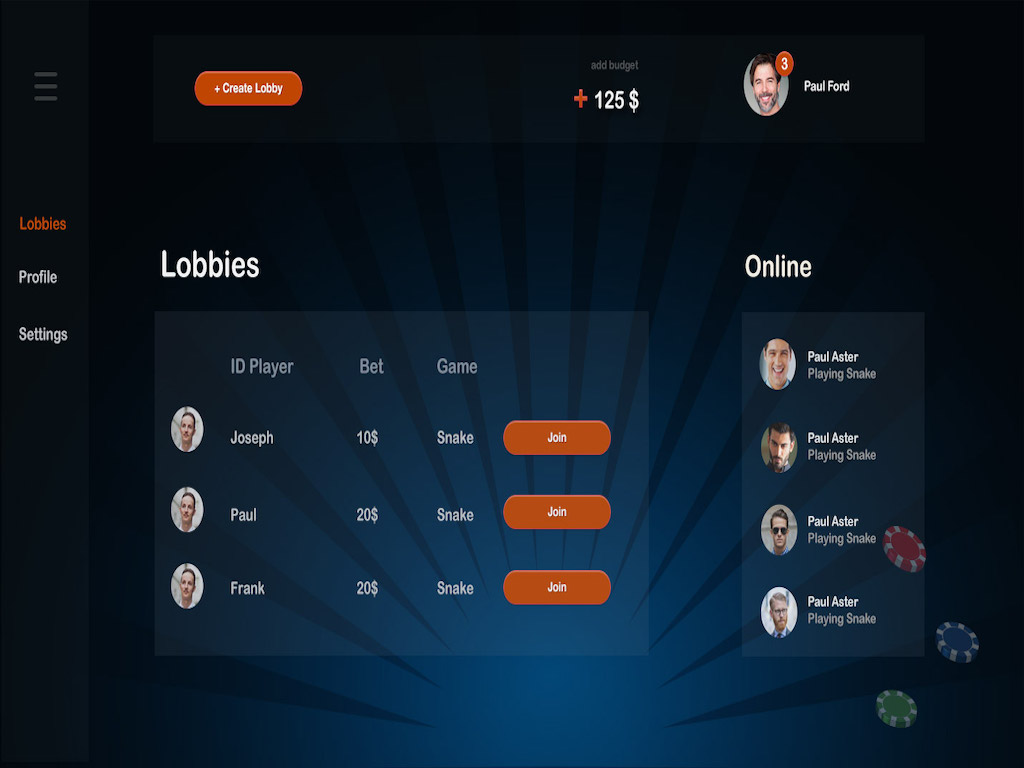 add budget
3
+ Create Lobby
+ 125 $
Paul Ford
Lobbies
Profile
Settings
Lobbies
ID Player Bet Game
Joseph 10$ Snake Join
Paul 20$ Snake Join
Frank 20$ Snake Join
Online
Paul Aster
Playing Snake
Paul Aster
Playing Snake
Paul Aster
Playing Snake
Paul Aster
Playing Snake